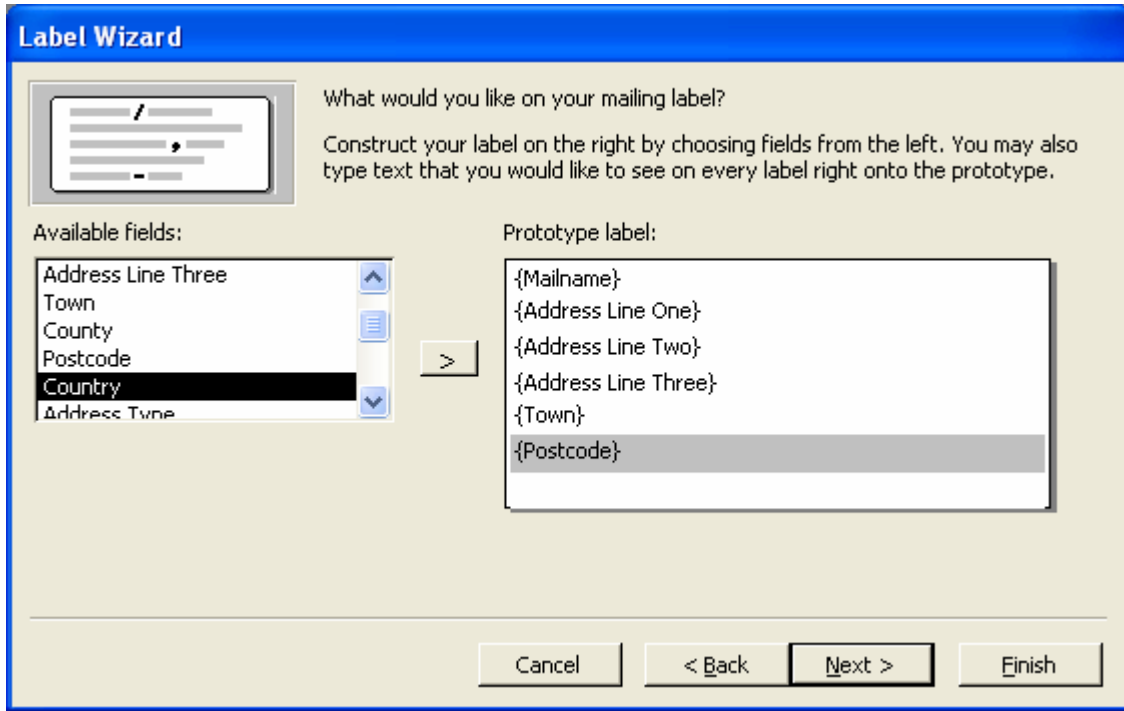 Label Wizard
What would you like on your mailing label?
Construct your label on the right by choosing fields from the left. You may also
type text that you would like to see on every label right onto the prototype.
Available fields:
Address Line Three
Town
County
Postcode
Country
Address Type
>
Prototype label:
{Mailname}
{Address Line One}
{Address Line Two}
{Address Line Three}
{Town}
{Postcode}
Cancel
< Back
Next >
Finish